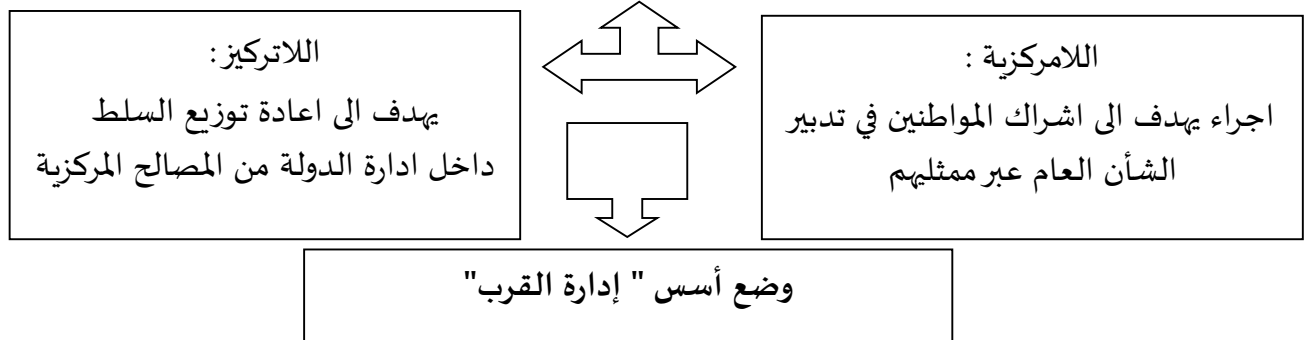 اللامركزية :
اجراء يهدف الى اشراك المواطنين في تدبير
الشأن العام عبر ممثليهم
اللاتركيز :
يهدف الى اعادة توزيع السلط
داخل ادارة الدولة من المصالح المركزية
وضع أسس " إدارة القرب"